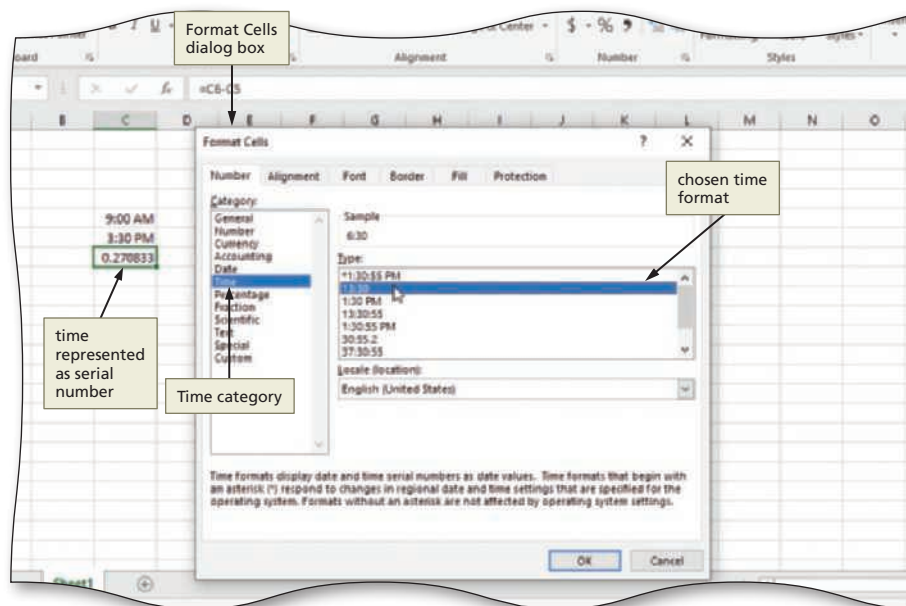 Format Cells
dialog box
Center
$ - % 9
Alignment
Number
Styles
=C6-C5
B C D E F G H I J K L M N O
Format Cells ? ×
Number Alignment Font Border Fill Protection
chosen time
format
Category:
General
Number
Currency
Accounting
Date
Time
Percentage
Fraction
Scientific
Text
Special
Custom
Sample
6:30
Type:
*1:30:55 PM
13:30
1:30 PM
13:30:55
1:30:55 PM
30:55.2
37:30:55
Locale (location):
English (United States)
9:00 AM
3:30 PM
0.270833
time
represented
as serial
number
Time category
Time formats display date and time serial numbers as date values. Time formats that begin with
an asterisk (*) respond to changes in regional date and time settings that are specified for the
operating system. Formats without an asterisk are not affected by operating system settings.
OK Cancel
Sheet1